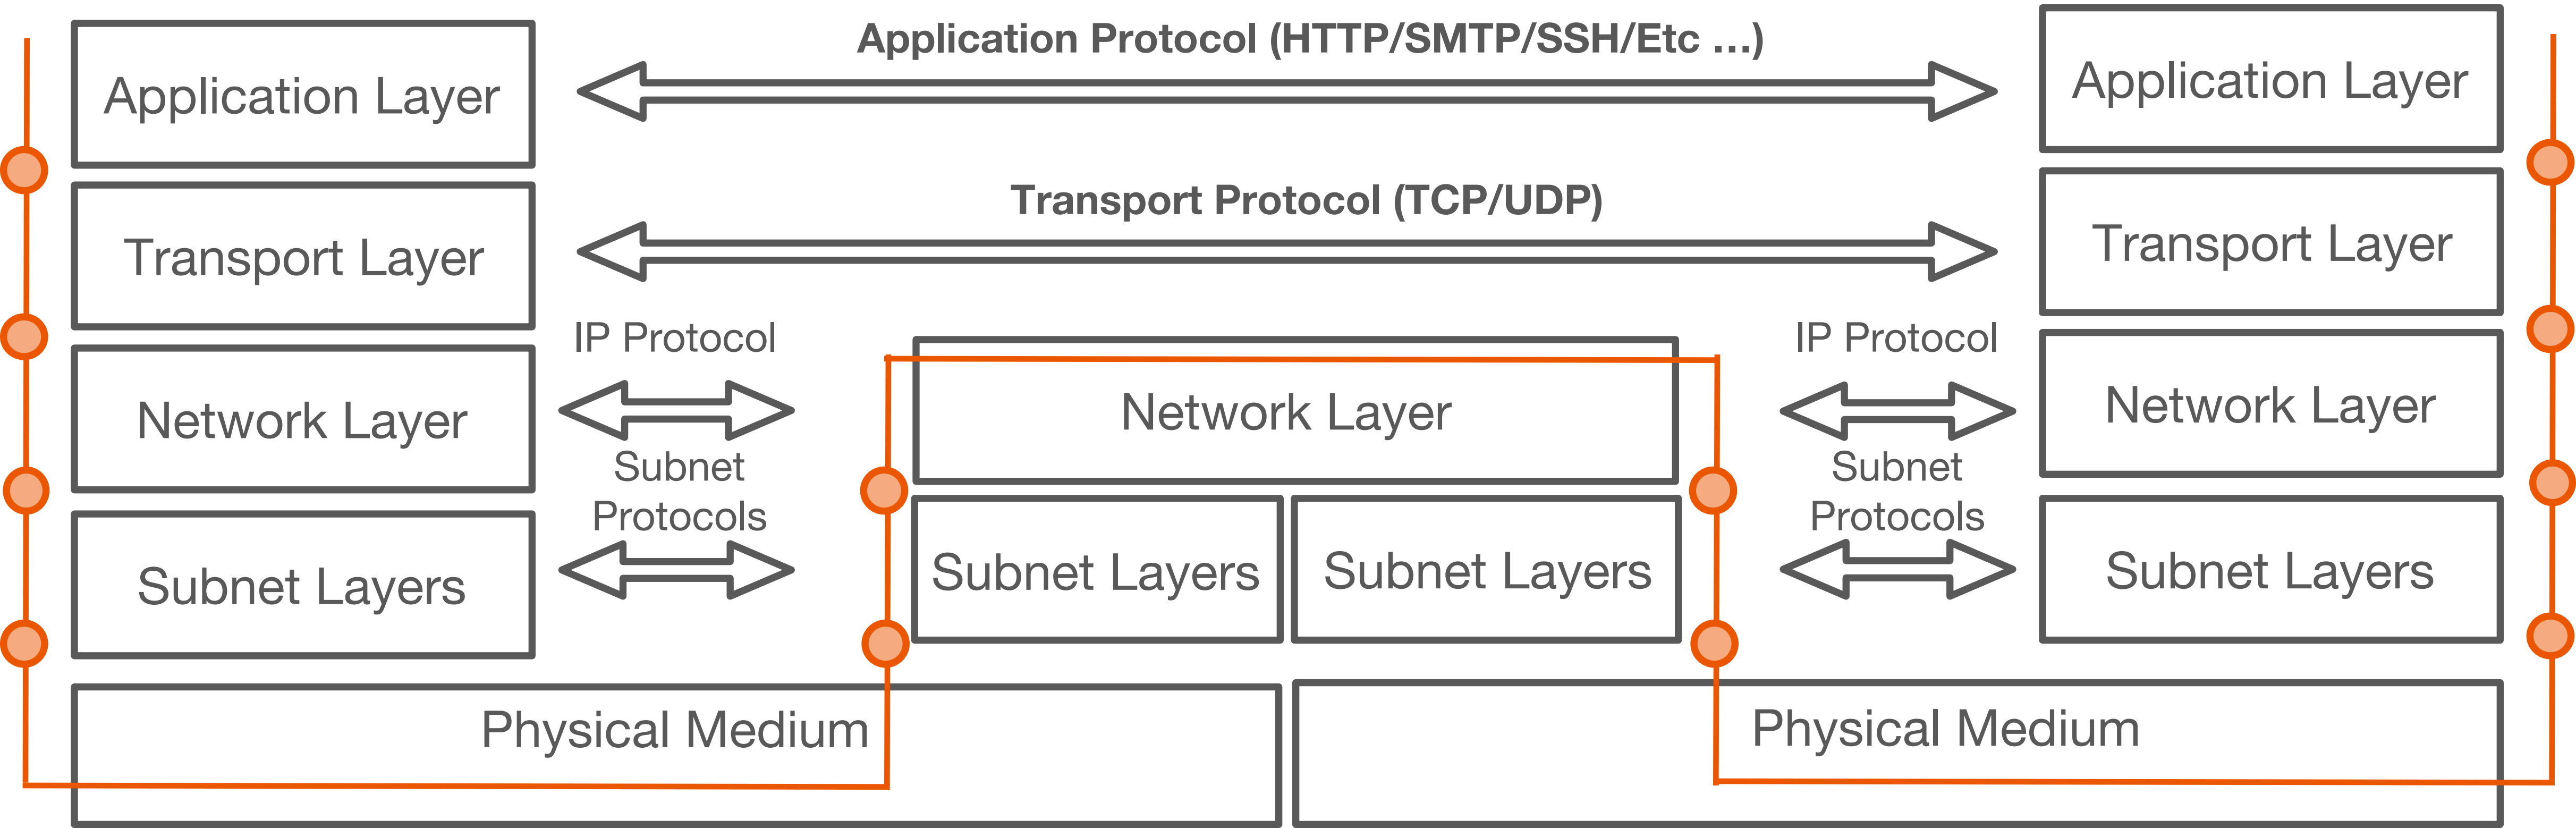 Application Protocol (HTTP/SMTP/SSH/Etc ...)
Application Layer
Application Layer
Transport Protocol (TCP/UDP)
Transport Layer
Transport Layer
IP Protocol
IP Protocol
Network Layer
Network Layer
Network Layer
Subnet
Protocols
Subnet
Protocols
Subnet Layers
Subnet Layers
Subnet Layers
Subnet Layers
Physical Medium
Physical Medium